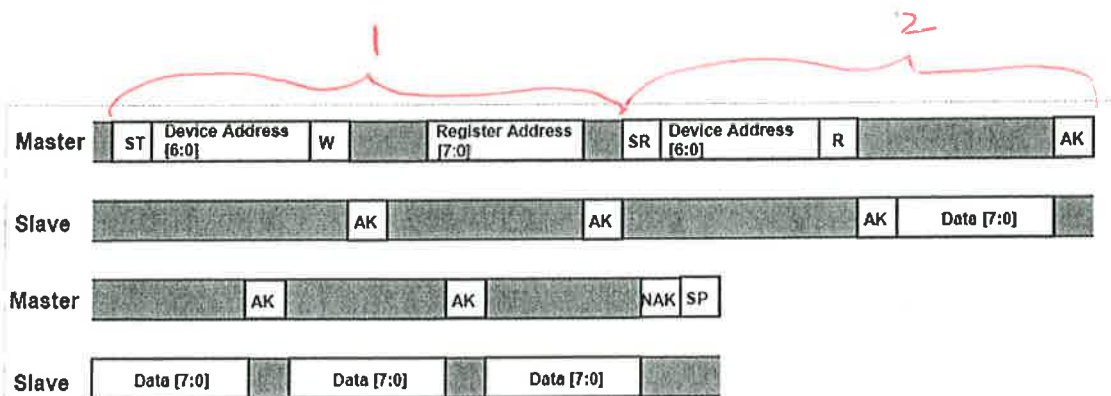 1
2
Master ST Device Address [6:0] W Register Address [7:0] SR Device Address [6:0] R AK
Slave AK AK AK Data [7:0]
Master AK AK NAK SP
Slave Data [7:0] Data [7:0] Data [7:0]